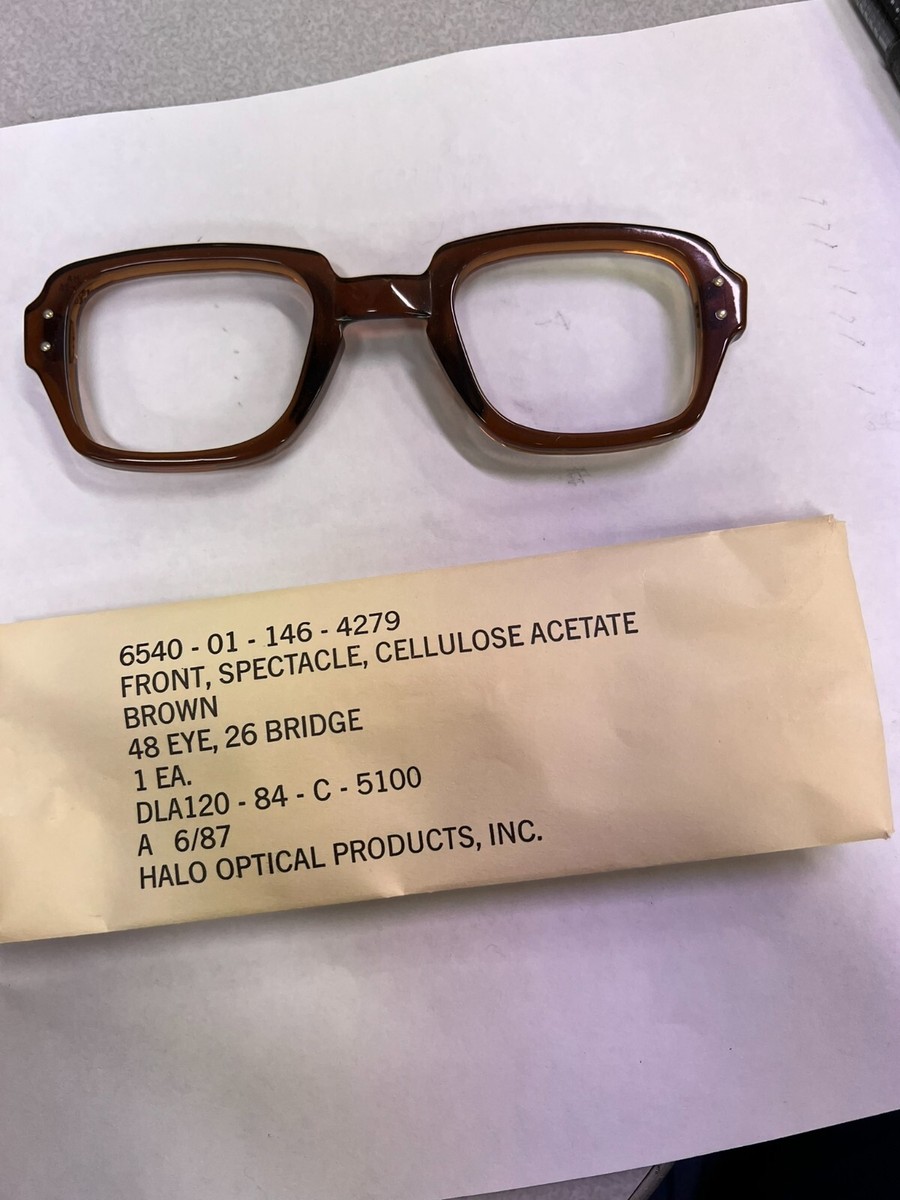 6540 - 01 - 146 - 4279
FRONT, SPECTACLE, CELLULOSE ACETATE
BROWN
48 EYE, 26 BRIDGE
1 EA.
DLA120 - 84 - C - 5100
A 6/87
HALO OPTICAL PRODUCTS, INC.